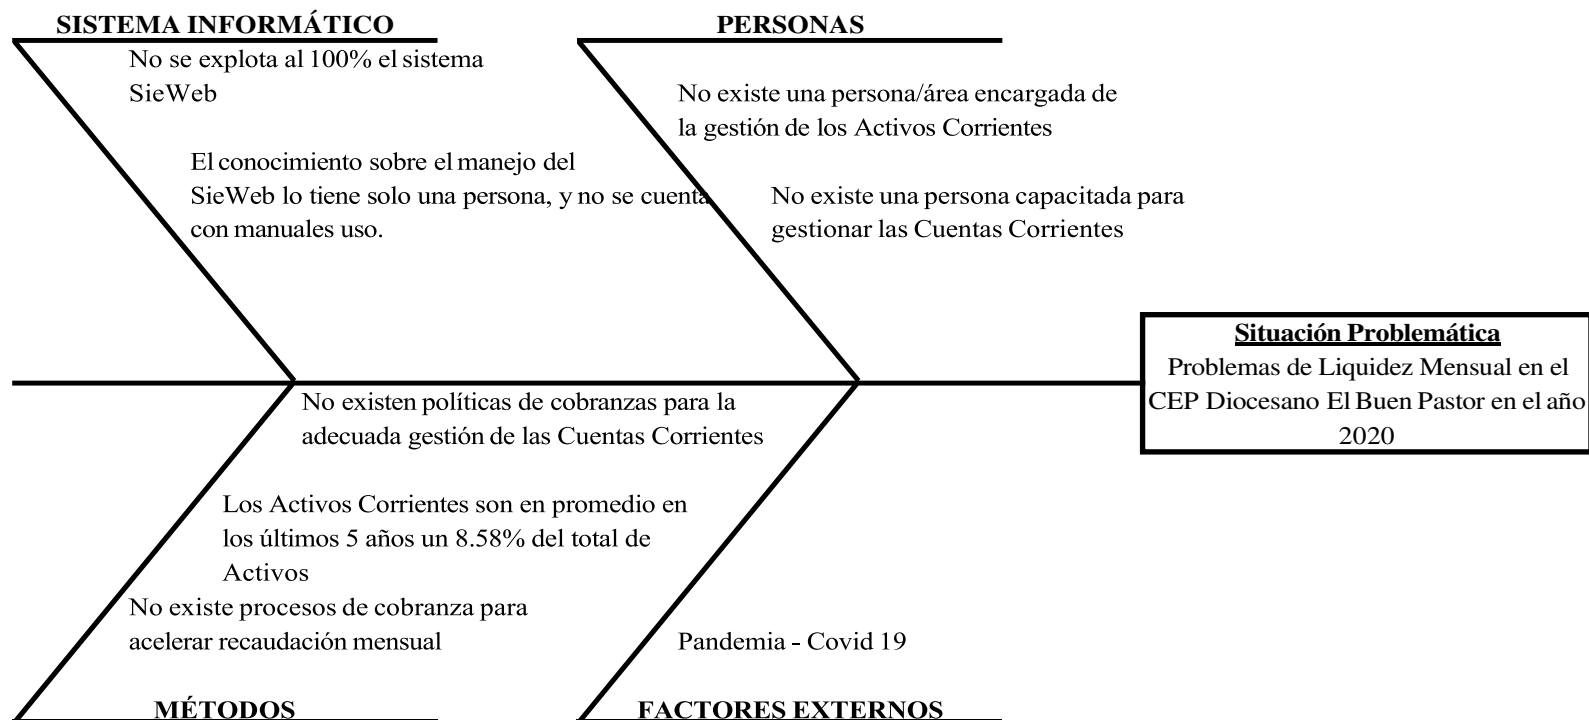 SISTEMA INFORMÁTICO
No se explota al 100% el sistema
SieWeb
El conocimiento sobre el manejo del
SieWeb lo tiene solo una persona, y no se cuenta
con manuales uso.
PERSONAS
No existe una persona/área encargada de
la gestión de los Activos Corrientes
No existe una persona capacitada para
gestionar las Cuentas Corrientes
Situación Problemática
Problemas de Liquidez Mensual en el
CEP Diocesano El Buen Pastor en el año
2020
No existen políticas de cobranzas para la
adecuada gestión de las Cuentas Corrientes
Los Activos Corrientes son en promedio en
los últimos 5 años un 8.58% del total de
Activos
No existe procesos de cobranza para
acelerar recaudación mensual
MÉTODOS
Pandemia - Covid 19
FACTORES EXTERNOS